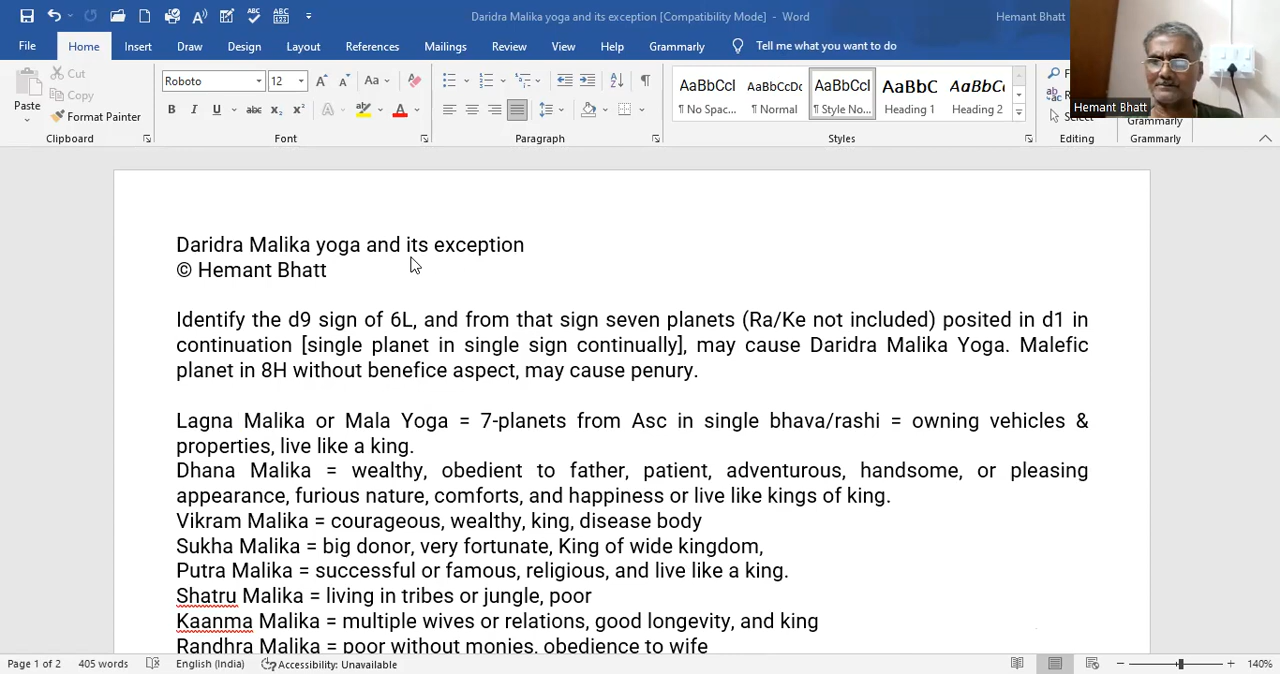 Daridra Malika yoga and its exception [Compatibility Mode] - Word
Hemant Bhatt
File Home Insert Draw Design Layout References Mailings Review View Help Grammarly Tell me what you want to do
Paste
Cut
Copy
Format Painter
Clipboard
Roboto 12
Font
Paragraph
AaBbCcI AaBbCcDc AaBbCcI AaBbC AaBbCc
¶ No Spac... ¶ Normal ¶ Style No... Heading 1 Heading 2
Styles
Editing
Grammarly
Grammarly
Hemant Bhatt
Daridra Malika yoga and its exception
© Hemant Bhatt
Identify the d9 sign of 6L, and from that sign seven planets (Ra/Ke not included) posited in d1 in
continuation [single planet in single sign continually], may cause Daridra Malika Yoga. Malefic
planet in 8H without benefice aspect, may cause penury.
Lagna Malika or Mala Yoga = 7-planets from Asc in single bhava/rashi = owning vehicles &
properties, live like a king.
Dhana Malika = wealthy, obedient to father, patient, adventurous, handsome, or pleasing
appearance, furious nature, comforts, and happiness or live like kings of king.
Vikram Malika = courageous, wealthy, king, disease body
Sukha Malika = big donor, very fortunate, King of wide kingdom,
Putra Malika = successful or famous, religious, and live like a king.
Shatru Malika = living in tribes or jungle, poor
Kaanma Malika = multiple wives or relations, good longevity, and king
Randhra Malika = poor without monies, obedience to wife
Page 1 of 2 405 words English (India) Accessibility: Unavailable 140%